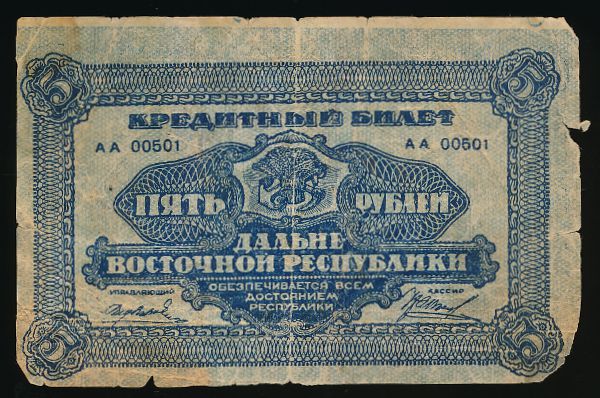 5 5
КРЕДИТНЫЙ БИЛЕТ
АА 00501 АА 00501
ПЯТЬ РУБЛЕЙ
ДАЛЬНЕ
ВОСТОЧНОЙ РЕСПУБЛИКИ
УПРАВЛЯЮЩИЙ ОБЕСПЕЧИВАЕТСЯ ВСЕМ КАССИР
ДОСТОЯНИЕМ
РЕСПУБЛИКИ
5 5